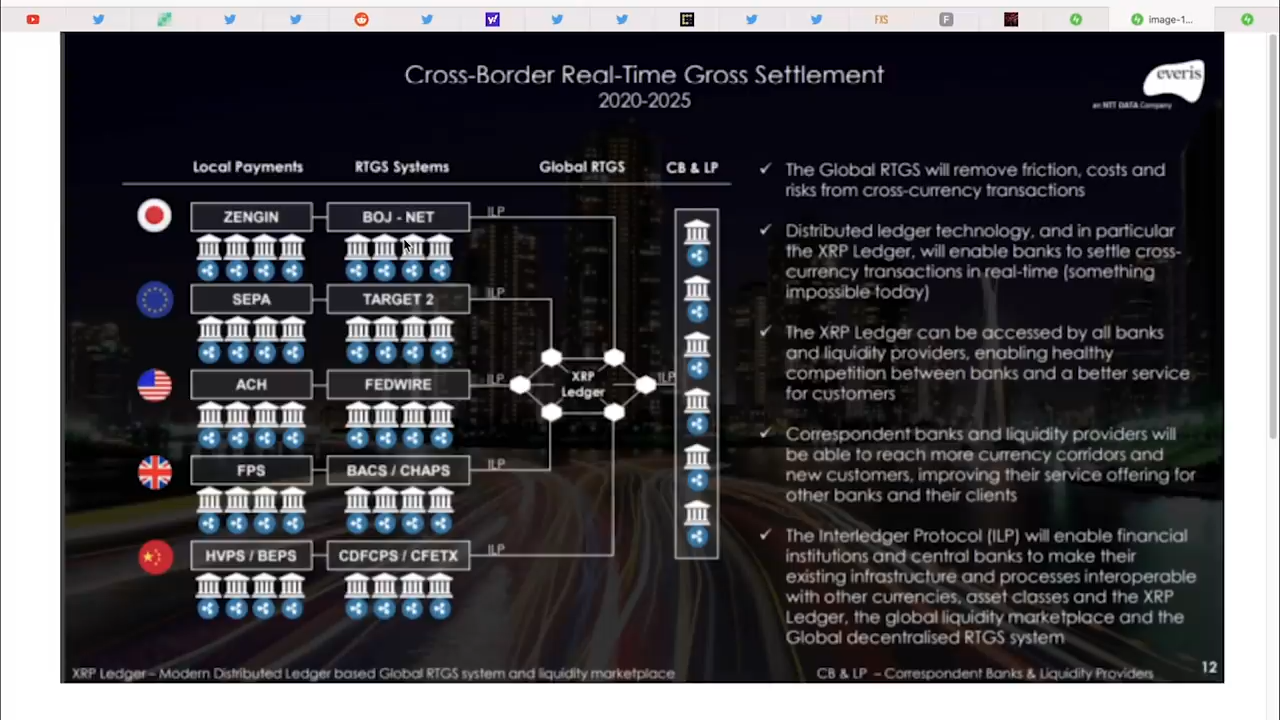 FXS
F
image-1...
Cross-Border Real-Time Gross Settlement
2020-2025
everis
an NTT DATA Company
Local Payments
RTGS Systems
Global RTGS
CB & LP
ZENGIN
BOJ - NET
ILP
SEPA
TARGET 2
ILP
ACH
FEDWIRE
ILP
XRP
Ledger
ILP
FPS
BACS / CHAPS
ILP
HVPS / BEPS
CDFCPS / CFETX
ILP
The Global RTGS will remove friction, costs and
risks from cross-currency transactions
Distributed ledger technology, and in particular
the XRP Ledger, will enable banks to settle cross-
currency transactions in real-time (something
impossible today)
The XRP Ledger can be accessed by all banks
and liquidity providers, enabling healthy
competition between banks and a better service
for customers
Correspondent banks and liquidity providers will
be able to reach more currency corridors and
new customers, improving their service offering for
other banks and their clients
The Interledger Protocol (ILP) will enable financial
institutions and central banks to make their
existing infrastructure and processes interoperable
with other currencies, asset classes and the XRP
Ledger, the global liquidity marketplace and the
Global decentralised RTGS system
XRP Ledger – Modern Distributed Ledger based Global RTGS system and liquidity marketplace
CB & LP – Correspondent Banks & Liquidity Providers
12